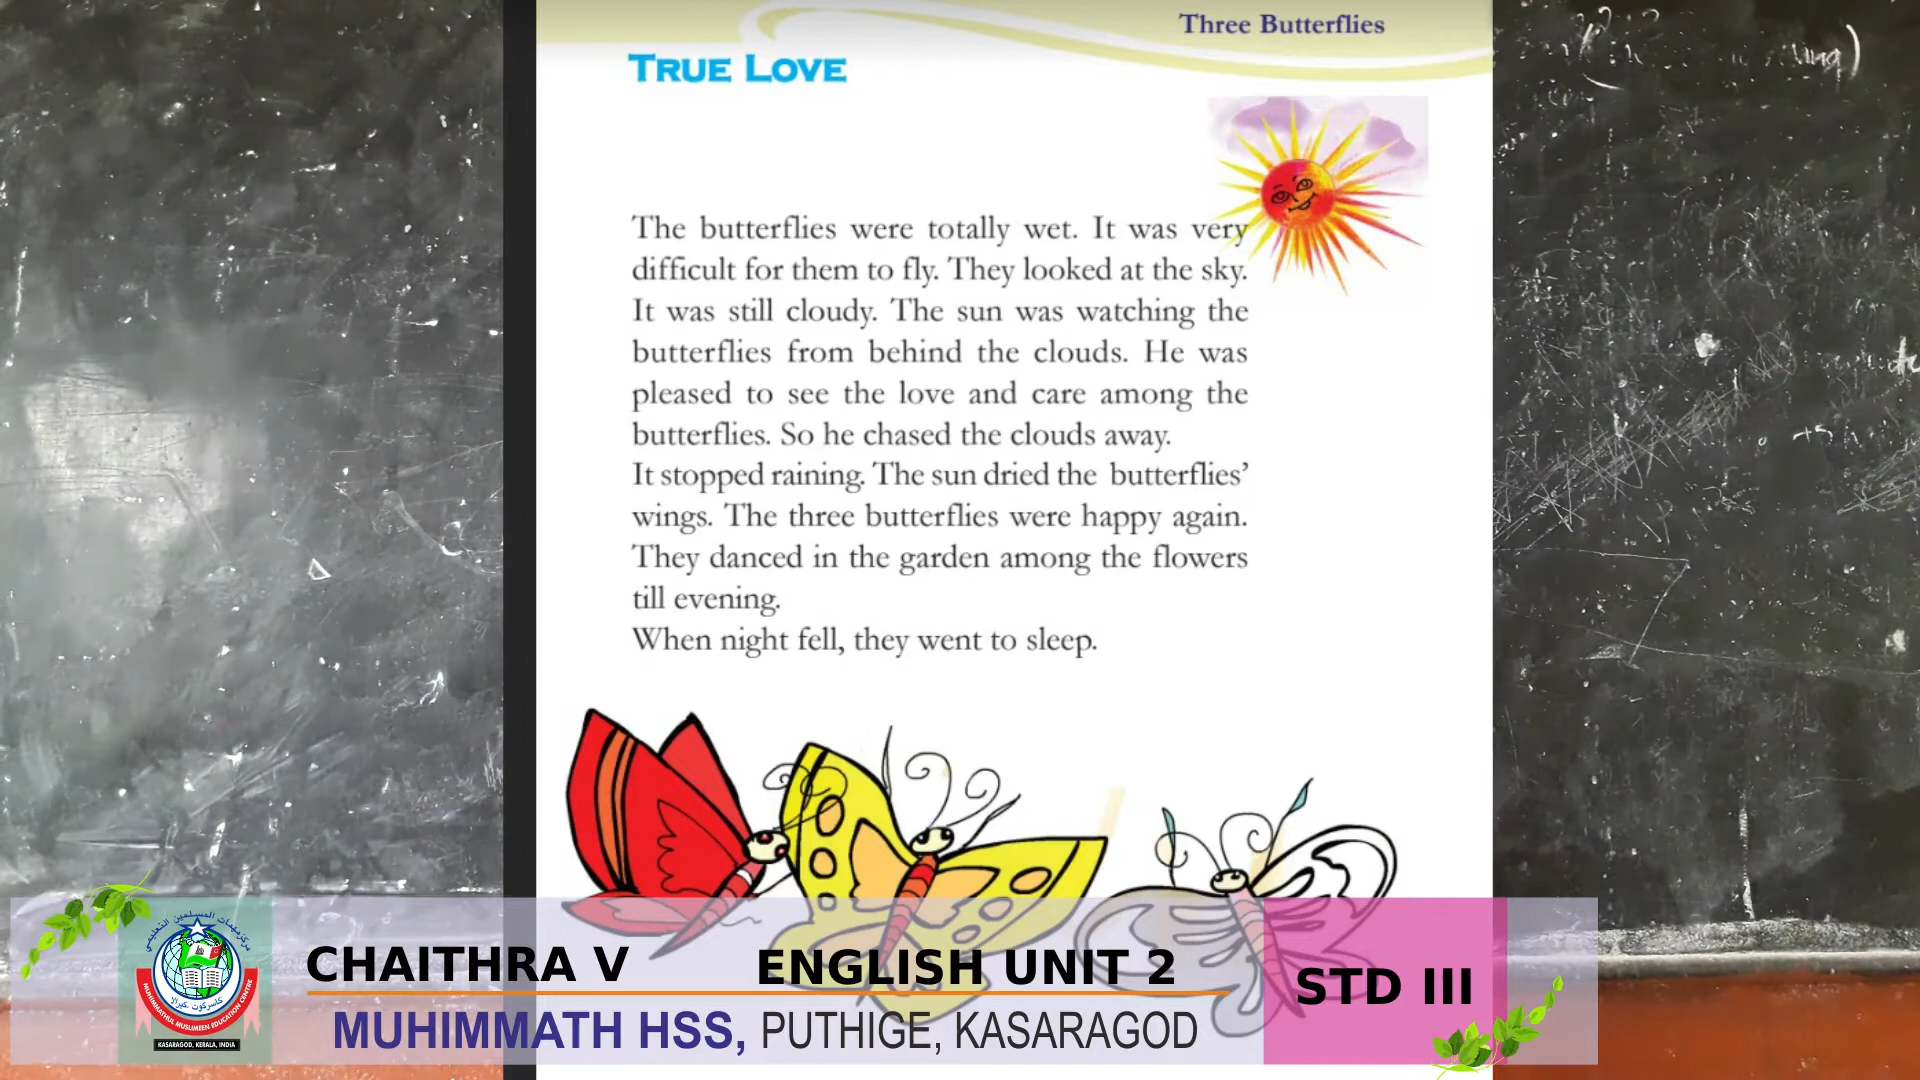 Three Butterflies
TRUE LOVE
The butterflies were totally wet. It was very
difficult for them to fly. They looked at the sky.
It was still cloudy. The sun was watching the
butterflies from behind the clouds. He was
pleased to see the love and care among the
butterflies. So he chased the clouds away.
It stopped raining. The sun dried the butterflies’
wings. The three butterflies were happy again.
They danced in the garden among the flowers
till evening.
When night fell, they went to sleep.
CHAITHRA V
ENGLISH UNIT 2
STD III
MUHIMMATH HSS, PUTHIGE, KASARAGOD
MUHIMMATHUL MUSLIMEEN EDUCATION CENTRE
KASARAGOD, KERALA, INDIA